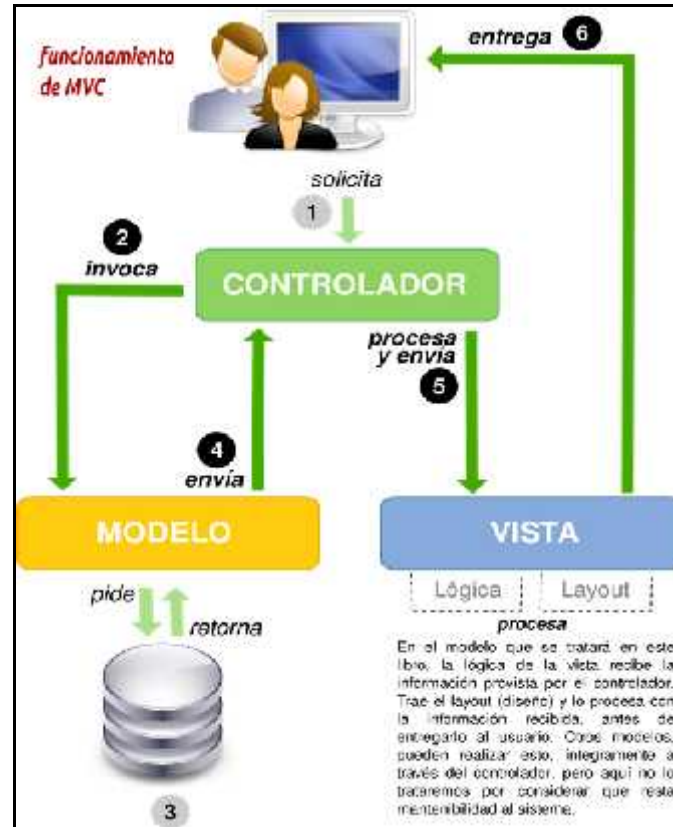 Funcionamiento
de MVC
entrega 6
solicita
1
2
invoca
CONTROLADOR
procesa
y envía
5
4
envía
MODELO
VISTA
Lógica
Layout
pide
retorna
procesa
En el modelo que se tratará en este
libro, la lógica de la vista recibe la
información provista por el controlador.
Trae el layout (diseño) y lo procesa con
la información recibida, antes de
entregarlo al usuario. Otros modelos,
pueden realizar esto, íntegramente a
través del controlador, pero aquí no lo
trataremos por considerar que resta
mantenibilidad al sistema.
3